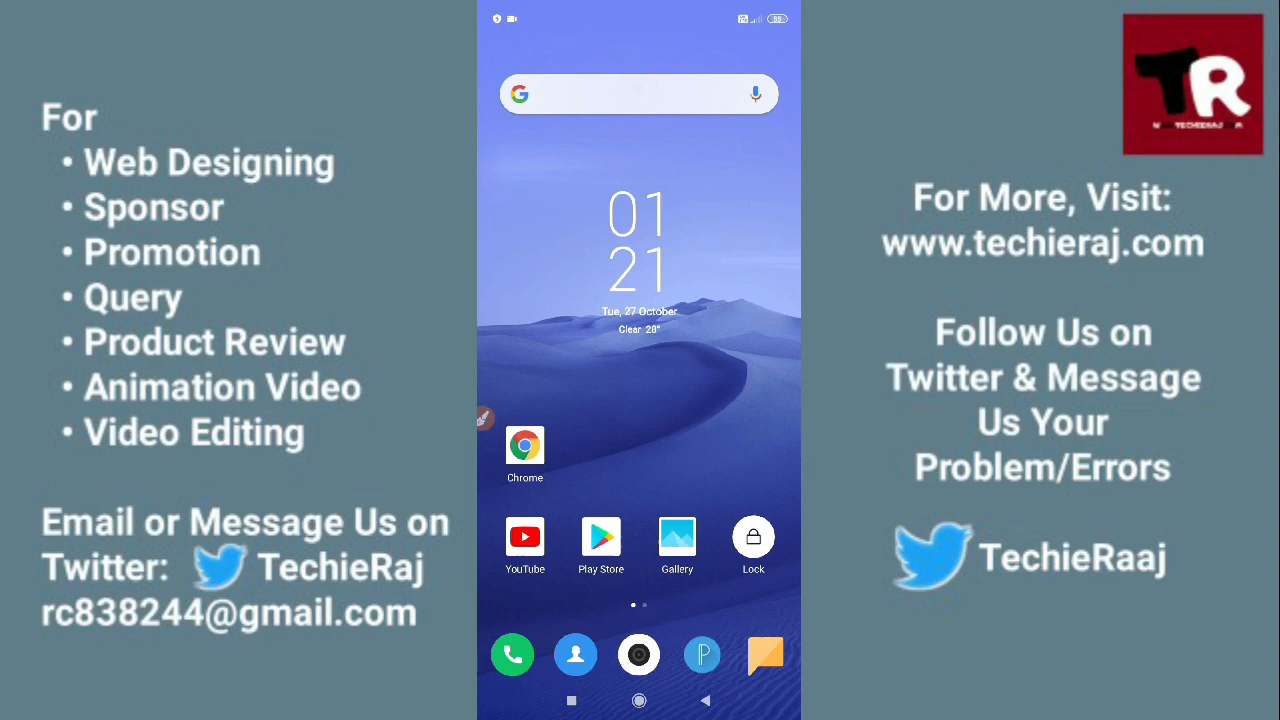 For
• Web Designing
• Sponsor
• Promotion
• Query
• Product Review
• Animation Video
• Video Editing
Email or Message Us on
Twitter: TechieRaj
rc838244@gmail.com
88
01
21
Tue, 27 October
Clear 28°
Chrome
YouTube
Play Store
Gallery
Lock
TR
For More, Visit:
www.techieraj.com
Follow Us on
Twitter & Message
Us Your
Problem/Errors
TechieRaaj